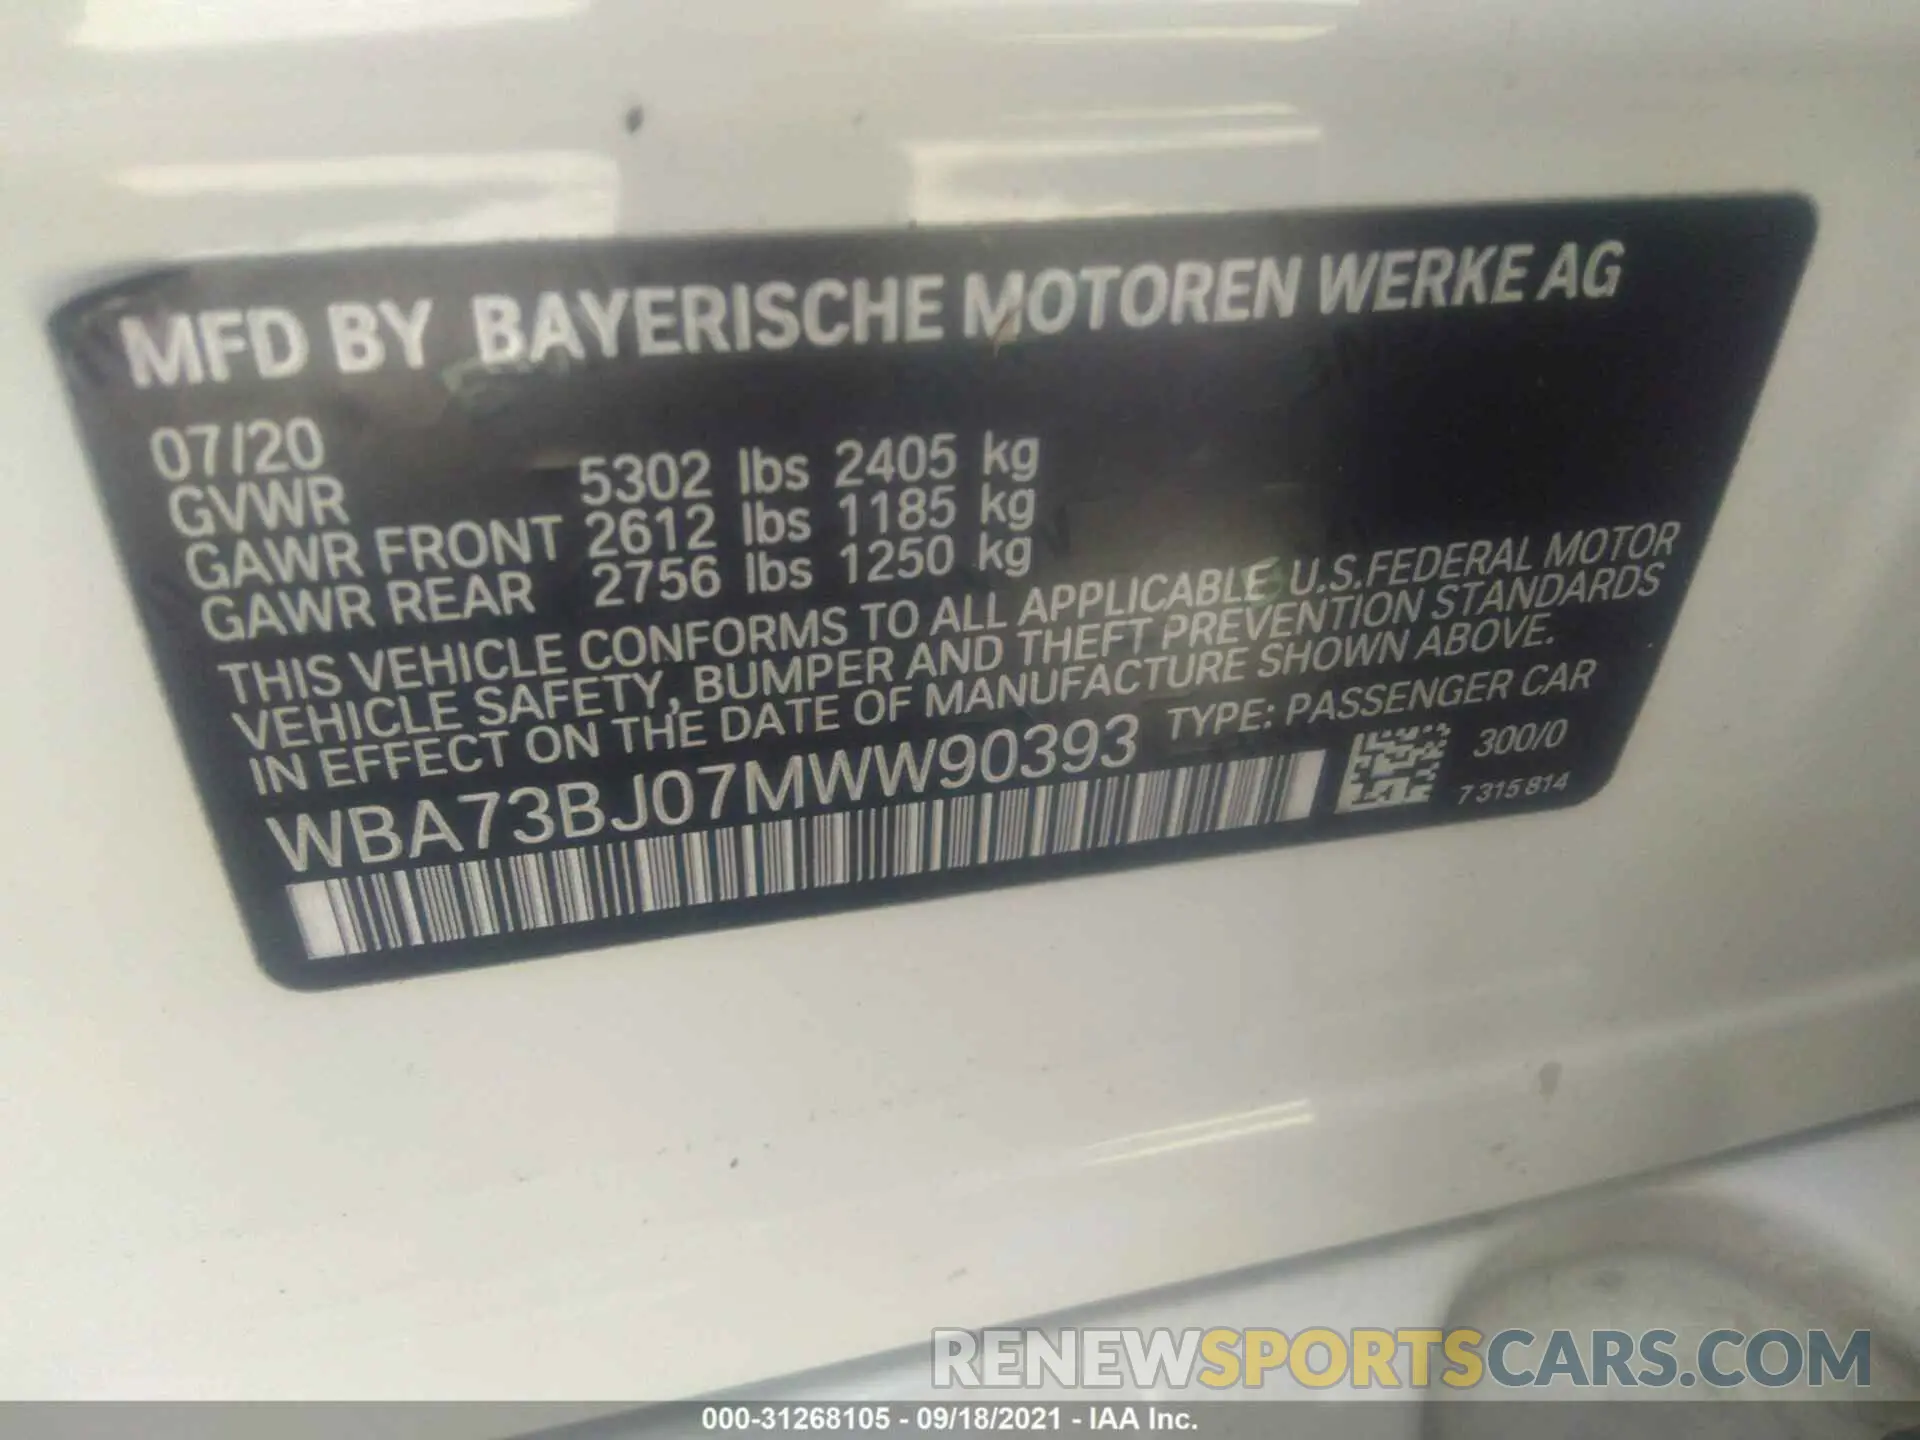 MFD BY BAYERISCHE MOTOREN WERKE AG
07/20
GVWR 5302 lbs 2405 kg
GAWR FRONT 2612 lbs 1185 kg
GAWR REAR 2756 lbs 1250 kg
THIS VEHICLE CONFORMS TO ALL APPLICABLE U.S.FEDERAL MOTOR
VEHICLE SAFETY, BUMPER AND THEFT PREVENTION STANDARDS
IN EFFECT ON THE DATE OF MANUFACTURE SHOWN ABOVE.
WBA73BJ07MWW90393 TYPE: PASSENGER CAR
300/0
7 315 814
RENEWSPORTSCARS.COM
000-31268105 - 09/18/2021 - IAA Inc.